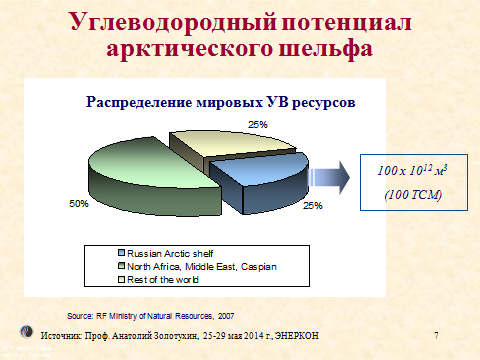 Углеводородный потенциал
арктического шельфа
Распределение мировых УВ ресурсов
25%
50%
25%
100 x 10¹² м³
(100 ТСМ)
Russian Arctic shelf
North Africa, Middle East, Caspian
Rest of the world
Source: RF Ministry of Natural Resources, 2007
Источник: Проф. Анатолий Золотухин, 25-29 мая 2014 г., ЭНЕРКОН
7